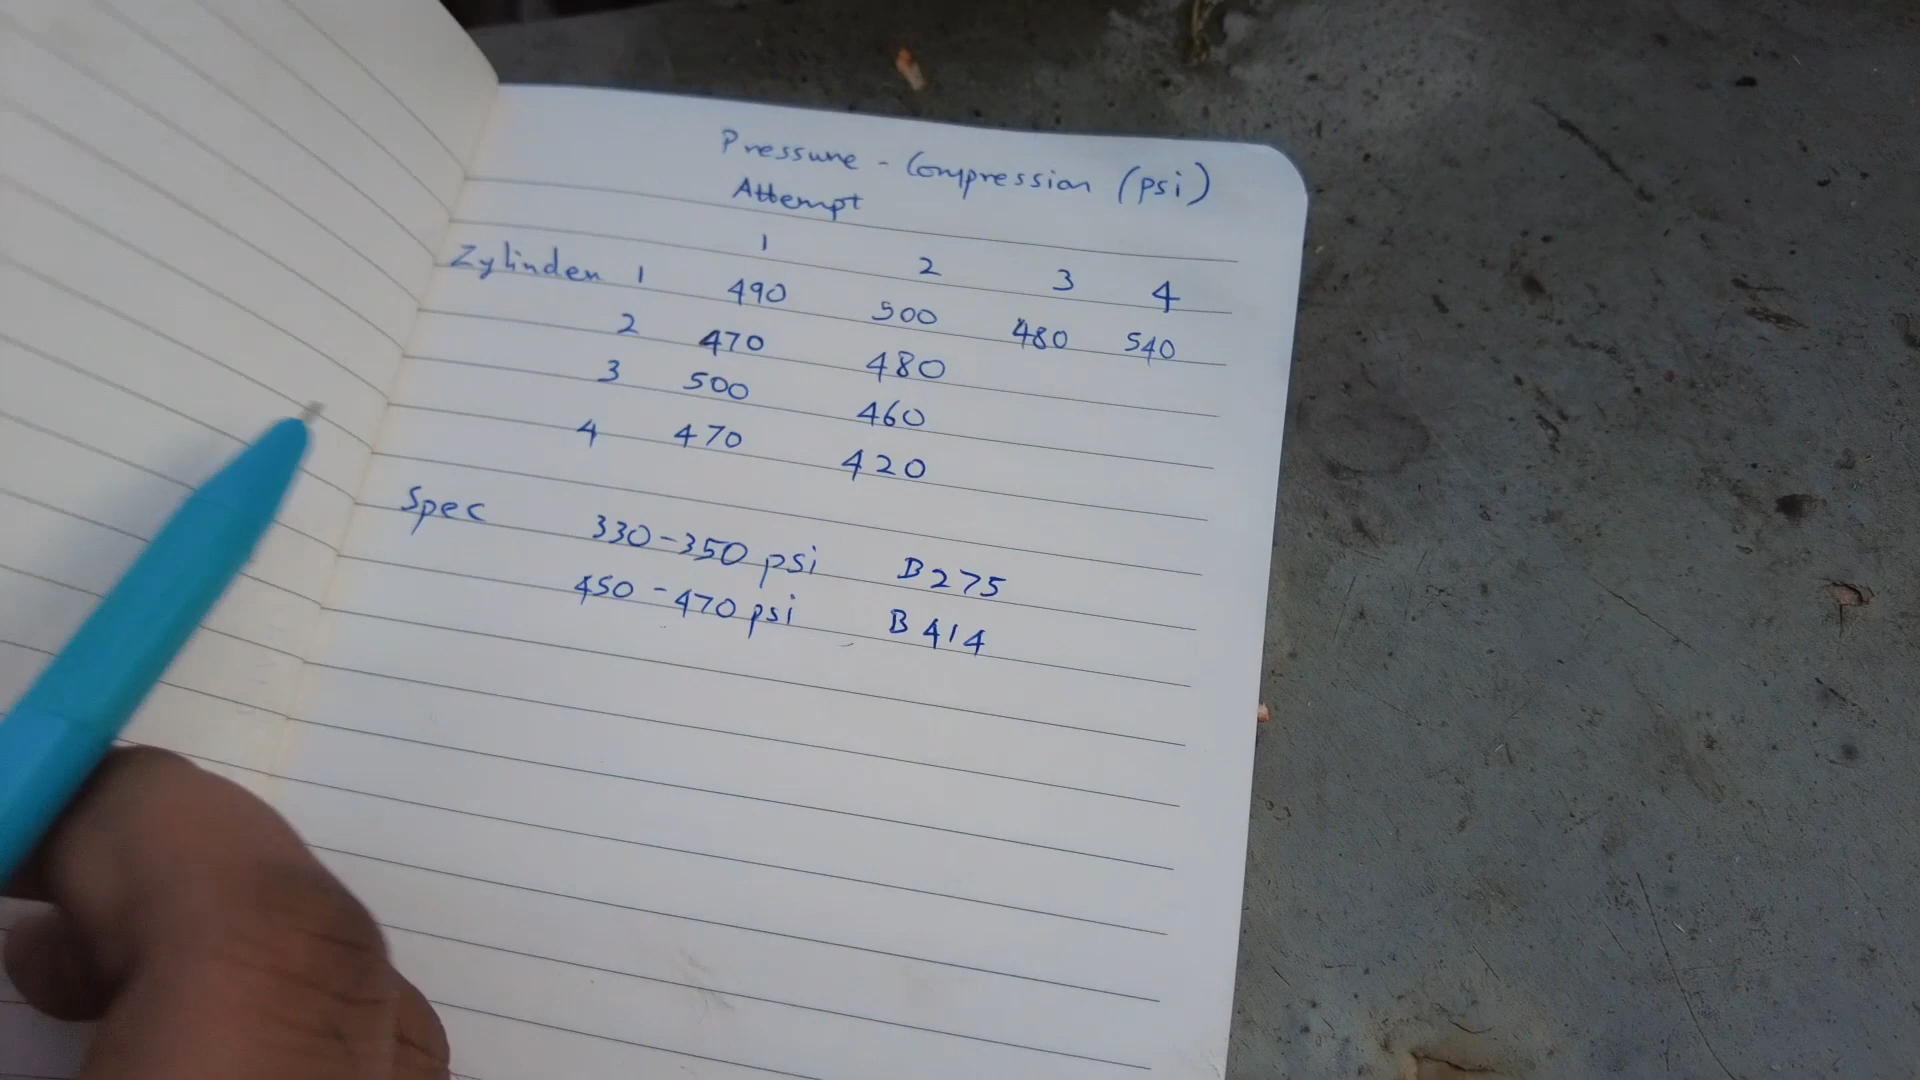 Pressure - Compression (psi)
Attempt
1 2 3 4
Zylinder 1 490 500 480 540
2 470 480
3 500 460
4 470 420
Spec 330-350 psi B275
450-470 psi B414